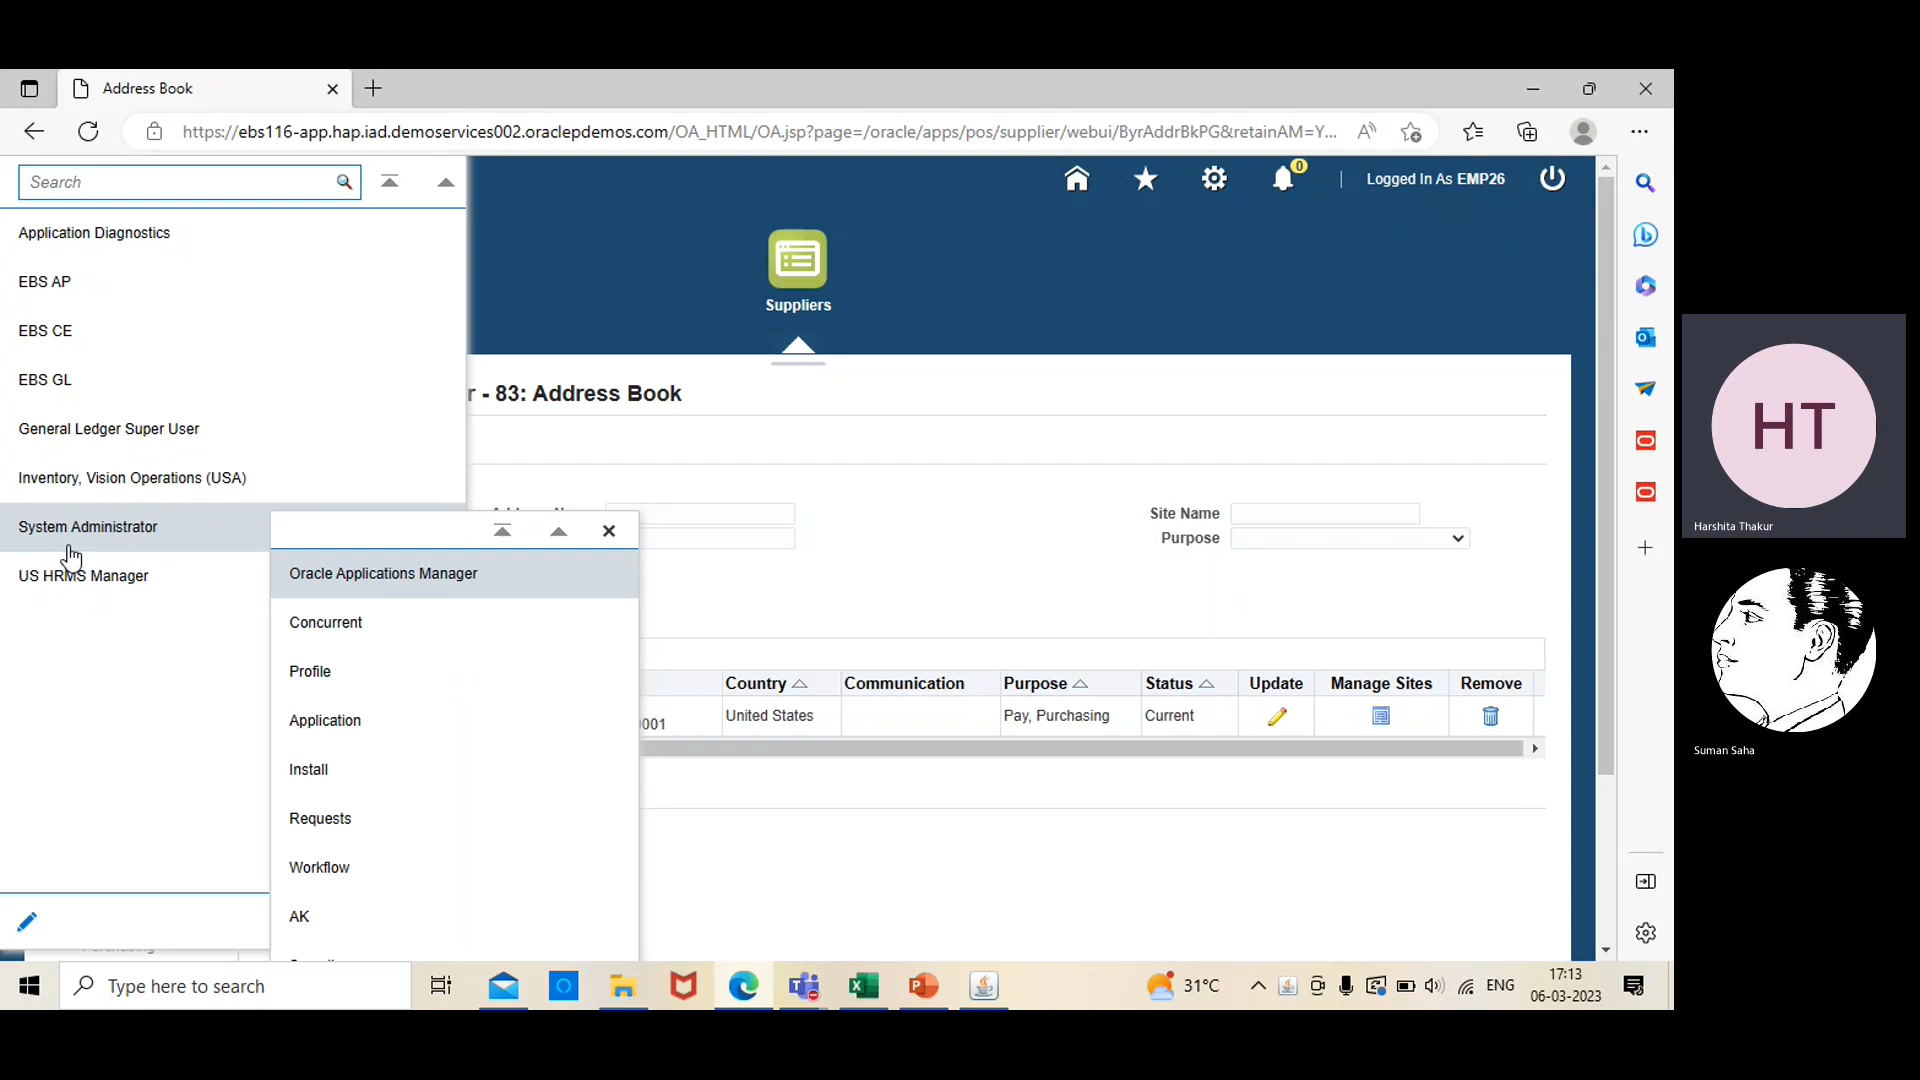 Address Book
https://ebs116-app.hap.iad.demoservices002.oraclepdemos.com/OA_HTML/OA.jsp?page=/oracle/apps/pos/supplier/webui/ByrAddrBkPG&retainAM=Y...
Search
0
Logged In As EMP26
Application Diagnostics
EBS AP
EBS CE
EBS GL
General Ledger Super User
Inventory, Vision Operations (USA)
System Administrator
US HRMS Manager
Suppliers
r - 83: Address Book
Site Name
Purpose
Oracle Applications Manager
Concurrent
Profile
Application
Install
Requests
Workflow
AK
Country Communication Purpose Status Update Manage Sites Remove
0001 United States Pay, Purchasing Current
HT
Harshita Thakur
Suman Saha
Type here to search
31°C
ENG
17:13
06-03-2023